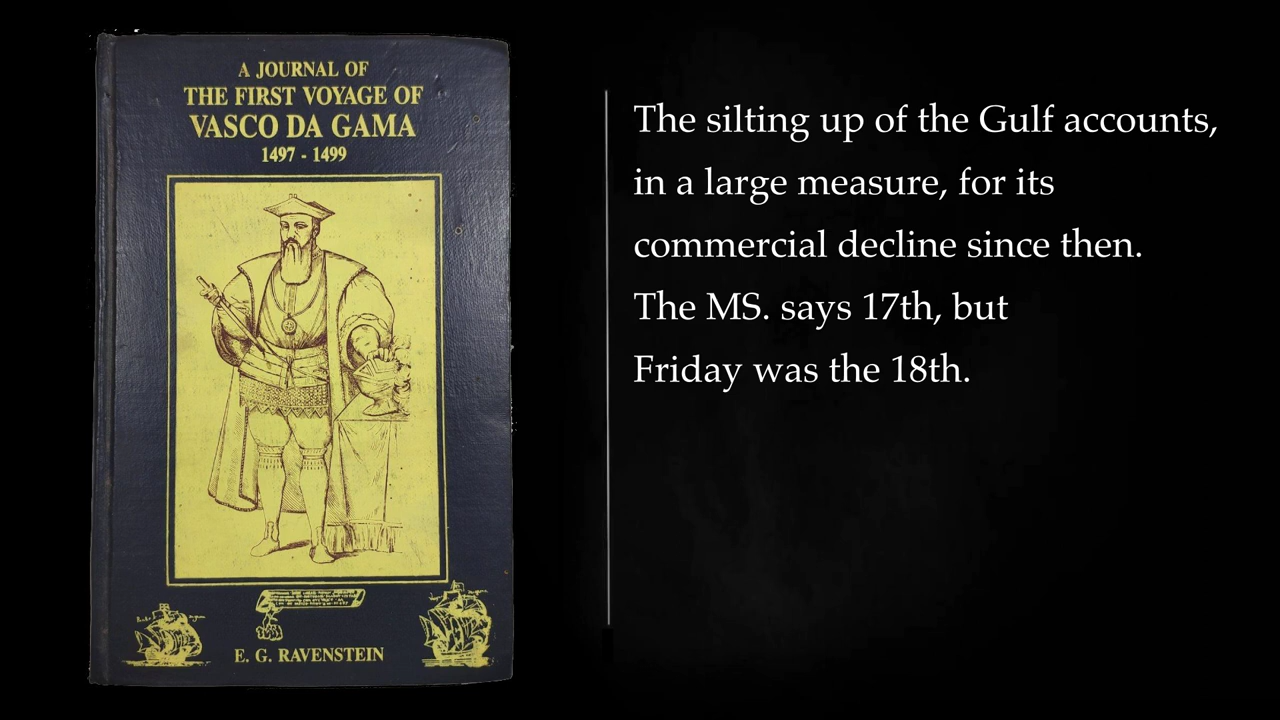 A JOURNAL OF
THE FIRST VOYAGE OF
VASCO DA GAMA
1497 - 1499
E. G. RAVENSTEIN
The silting up of the Gulf accounts,
in a large measure, for its
commercial decline since then.
The MS. says 17th, but
Friday was the 18th.